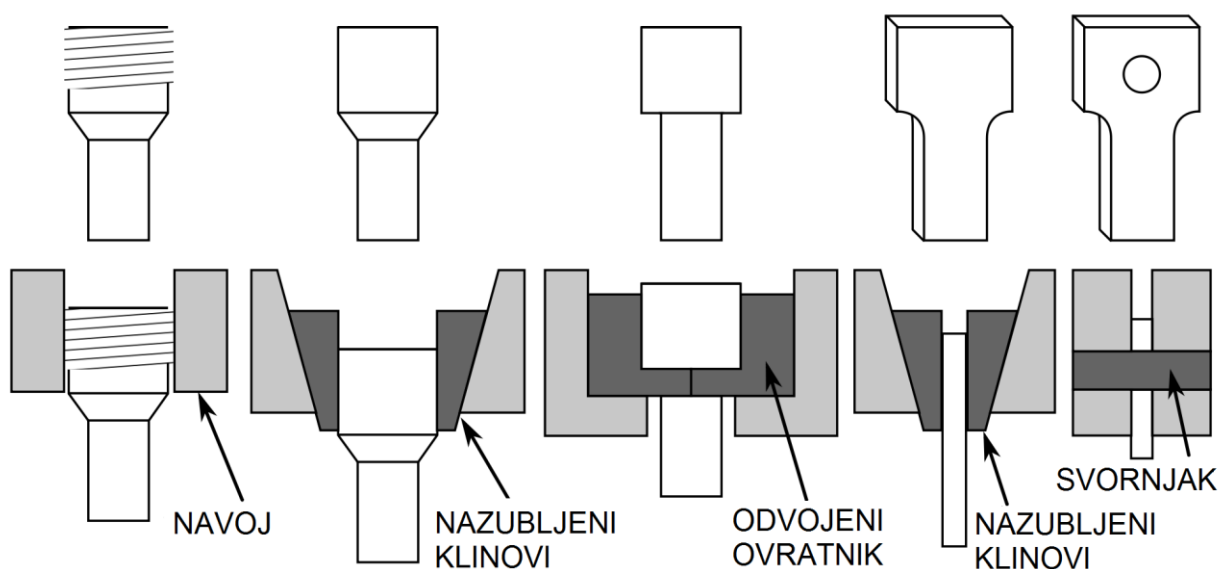 NAVOJ
NAZUBLJENI
KLINOVI
ODVOJENI
OVRATNIK
NAZUBLJENI
KLINOVI
SVORNJAK